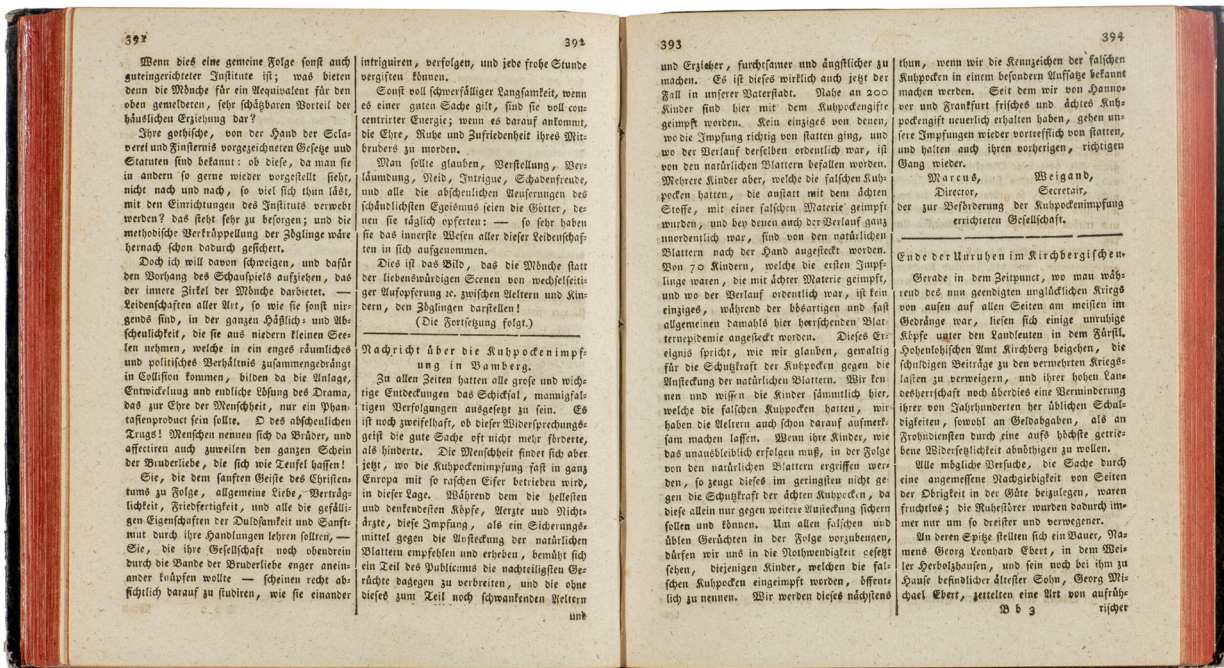 391
Wenn dies eine gemeine Folge sonst auch
guteingerichteter Institute ist; was bieten
denn die Mönche für ein Aequivalent für den
oben gemeldeten, sehr schätzbaren Vorteil der
häuslichen Erziehung dar?
Ihre gothische, von der Hand der Scla-
verei und Finsternis vorgezeichneten Gesetze und
Statuten sind bekannt: ob diese, da man sie
in andern so gerne wieder vorgestellt sieht,
nicht nach und nach, so viel sich thun läst,
mit den Einrichtungen des Instituts verwebt
werden? das steht sehr zu besorgen; und die
methodische Verkrüppellung der Zöglinge wäre
hernach schon dadurch gesichert.
Doch ich will davon schweigen, und dafür
den Vorhang des Schauspiels aufziehen, das
der innere Zirkel der Mönche darbietet. —
Leidenschaften aller Art, so wie sie sonst nir-
gends sind, in der ganzen Häßlich- und Ab-
scheulichkeit, die sie aus niedern kleinen See-
len nehmen, welche in ein enges räumliches
und politisches Verhältnis zusammengedrängt
in Collision kommen, bilden da die Anlage,
Entwickelung und endliche Lösung des Drama,
das zur Ehre der Menschheit, nur ein Phan-
tasienproduct sein sollte. O des abscheulichen
Trugs! Menschen nennen sich da Brüder, und
affectiren auch zuweilen den ganzen Schein
der Bruderliebe, die sich wie Teufel hassen!
Sie, die dem sanften Geiste des Christen-
tums zu Folge, allgemeine Liebe, Verträg-
lichkeit, Friedfertigkeit, und alle die gefälli-
gen Eigenschaften der Duldsamkeit und Sanft-
mut durch ihre Handlungen lehren sollten, —
Sie, die ihre Gesellschaft noch obendrein
durch die Bande der Bruderliebe enger anein-
ander knüpfen wollte — scheinen recht ab-
sichtlich darauf zu studiren, wie sie einander
392
intriguiren, verfolgen, und jede frohe Stunde
vergiften können.
Sonst voll schwerfälliger Langsamkeit, wenn
es einer guten Sache gilt, sind sie voll con-
centrirter Energie; wenn es darauf ankommt,
die Ehre, Ruhe und Zufriedenheit ihres Mit-
bruders zu morden.
Man sollte glauben, Verstellung, Ver-
läumdung, Neid, Intrigue, Schadenfreude,
und alle die abscheulichen Aeuserungen des
schändlichsten Egoismus seien die Götter, de-
nen sie täglich opferten: — so sehr haben
sie das innerste Wesen aller dieser Leidenschaf-
ten in sich aufgenommen.
Dies ist das Bild, das die Mönche statt
der liebenswürdigen Scenen von wechselseiti-
ger Aufopferung ꝛc. zwischen Aeltern und Kin-
dern, den Zöglingen darstellen!
(Die Fortsetzung folgt.)
Nachricht über die Kuhpockenimpf-
ung in Bamberg.
Zu allen Zeiten hatten alle grose und wich-
tige Entdeckungen das Schicksal, mannigfal-
tigen Verfolgungen ausgesetzt zu sein. Es
ist noch zweifelhaft, ob dieser Widersprechungs-
geist die gute Sache oft nicht mehr förderte,
als hinderte. Die Menschheit findet sich aber
jetzt, wo die Kuhpockenimpfung fast in ganz
Europa mit so raschen Eifer betrieben wird,
in dieser Lage. Während dem die hellesten
und denkendesten Köpfe, Aerzte und Nicht-
ärzte, diese Impfung, als ein Sicherungs-
mittel gegen die Ansteckung der natürlichen
Blattern empfehlen und erheben, bemüht sich
ein Teil des Publicums die nachteiligsten Ge-
rüchte dagegen zu verbreiten, und die ohne
dieses zum Teil noch schwankenden Aeltern
und
393
und Erzieher, furchtsamer und ängstlicher zu
machen. Es ist dieses wirklich auch jetzt der
Fall in unserer Vaterstadt. Nahe an 200
Kinder sind hier mit dem Kuhpockengifte
geimpft worden. Kein einziges von denen,
wo die Impfung richtig von statten ging, und
wo der Verlauf derselben ordentlich war, ist
von den natürlichen Blattern befallen worden.
Mehrere Kinder aber, welche die falschen Kuh-
pocken hatten, die anstatt mit dem ächten
Stoffe, mit einer falschen Materie geimpft
wurden, und bey denen auch der Verlauf ganz
unordentlich war, sind von den natürlichen
Blattern nach der Hand angesteckt worden.
Von 70 Kindern, welche die ersten Impf-
linge waren, die mit ächter Materie geimpft,
und wo der Verlauf ordentlich war, ist kein
einziges, während der bösartigen und fast
allgemeinen damahls hier herrschenden Blat-
ternepidemie angesteckt worden. Dieses Er-
eignis spricht, wie wir glauben, gewaltig
für die Schutzkraft der Kuhpocken gegen die
Ansteckung der natürlichen Blattern. Wir ken-
nen und wissen die Kinder sämmtlich hier,
welche die falschen Kuhpocken hatten, wir
haben die Aeltern auch schon darauf aufmerk-
sam machen lassen. Wenn ihre Kinder, wie
das unausbleiblich erfolgen muß, in der Folge
von den natürlichen Blattern ergriffen wer-
den, so zeugt dieses im geringsten nicht ge-
gen die Schutzkraft der ächten Kuhpocken, da
diese allein nur gegen weitere Ansteckung sichern
sollen und können. Um allen falschen und
üblen Gerüchten in der Folge vorzubeugen,
dürfen wir uns in die Nothwendigkeit gesetzt
sehen, diejenigen Kinder, welche die fal-
schen Kuhpocken eingeimpft worden, öffent-
lich zu nennen. Wir werden dieses nächstens
394
thun, wenn wir die Kennzeichen der falschen
Kuhpocken in einem besondern Aufsatze bekannt
machen werden. Seit dem wir von Hanno-
ver und Frankfurt frisches und ächtes Kuh-
pockengift neuerlich erhalten haben, gehen un-
sere Impfungen wieder vortrefflich von statten,
und halten auch ihren vorherigen, richtigen
Gang wieder.
Marcus, Weigand,
Director, Secretair,
der zur Beförderung der Kuhpockenimpfung
errichteten Gesellschaft.
Ende der Unruhen im Kirchbergischen.
Gerade in dem Zeitpunct, wo man wäh-
rend des nun geendigten unglücklichen Kriegs
von ausen auf allen Seiten am meisten im
Gedränge war, liesen sich einige unruhige
Köpfe unter den Landleuten in dem Fürstl.
Hohenlohischen Amt Kirchberg beigehen, die
schuldigen Beiträge zu den vermehrten Kriegs-
lasten zu verweigern, und ihrer hohen Lan-
desherrschaft noch überdies eine Verminderung
ihrer von Jahrhunderten her üblichen Schul-
digkeiten, sowohl an Geldabgaben, als an
Frohndiensten durch eine aufs höchste getrie-
bene Widersetzlichkeit abnöthigen zu wollen.
Alle mögliche Versuche, die Sache durch
eine angemessene Nachgiebigkeit von Seiten
der Obrigkeit in der Güte beizulegen, waren
fruchtlos; die Ruhestörer wurden dadurch im-
mer nur um so dreister und verwegener.
An deren Spitze stellten sich ein Bauer, Na-
mens Georg Leonhard Ebert, in dem Wei-
ler Herbolzhausen, und sein noch bei ihm zu
Hause befindlicher ältester Sohn, Georg Mi-
chael Ebert, zettelten eine Art von aufrüh-
B b 3 rischer